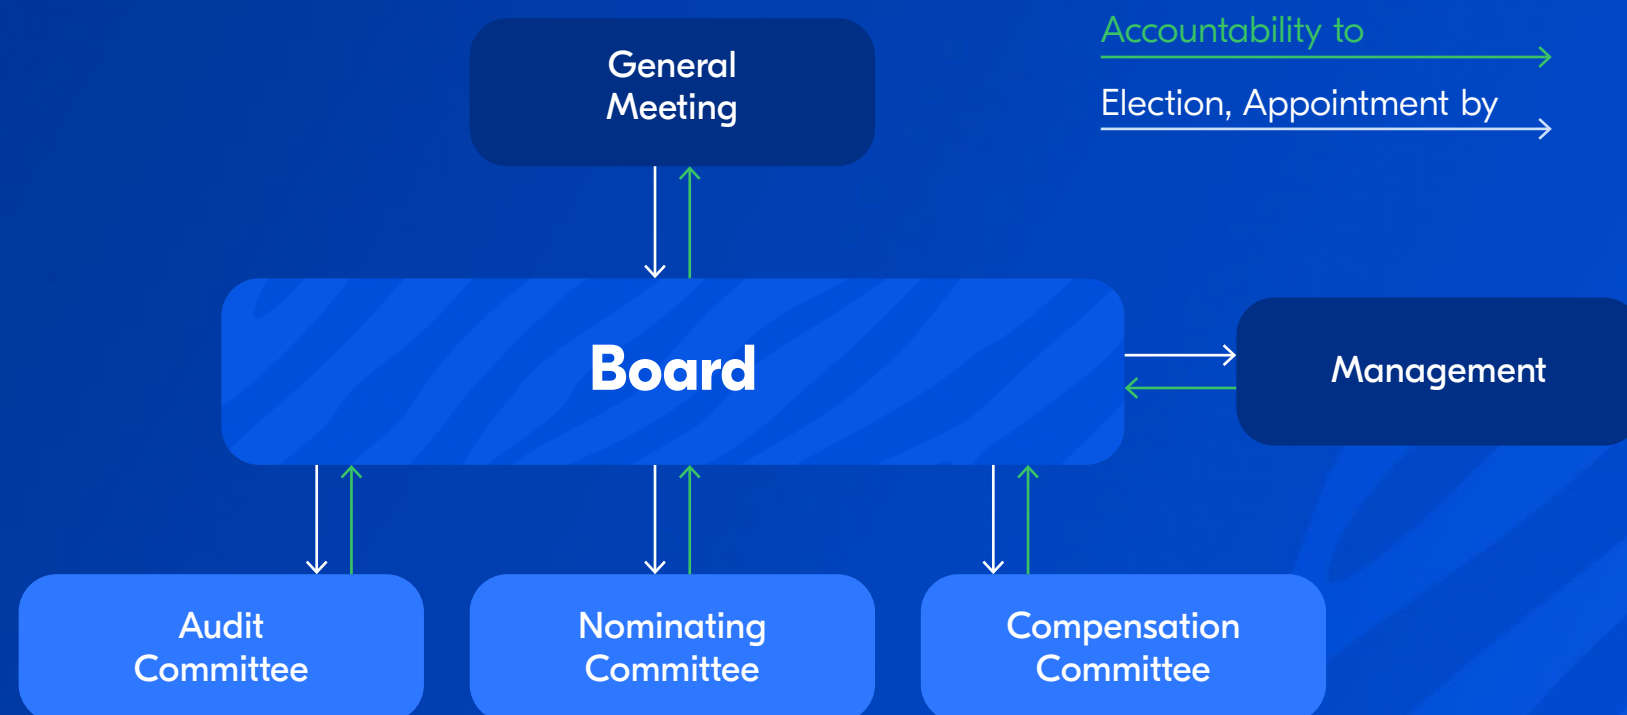 General
Meeting
Accountability to
Election, Appointment by
Board
Management
Audit
Committee
Nominating
Committee
Compensation
Committee